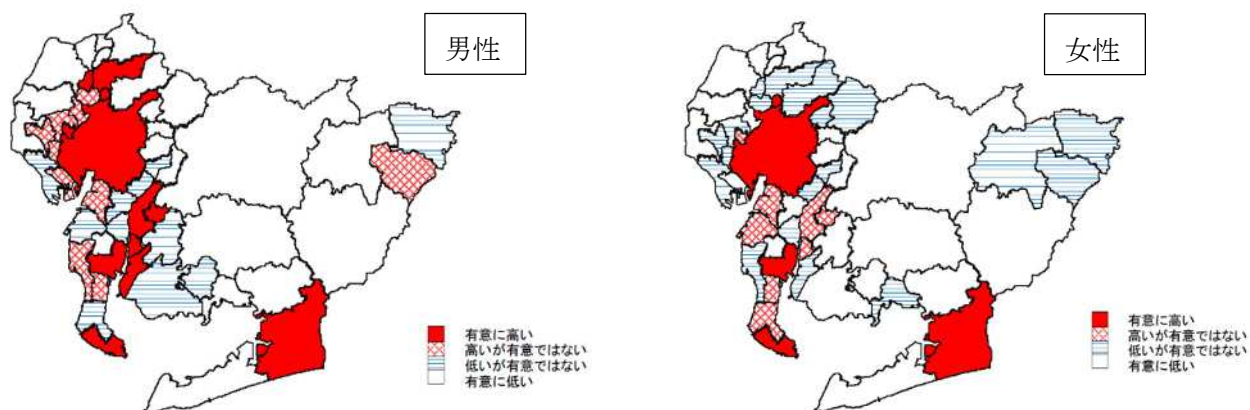 男性
女性
有意に高い
高いが有意ではない
低いが有意ではない
有意に低い
有意に高い
高いが有意ではない
低いが有意ではない
有意に低い